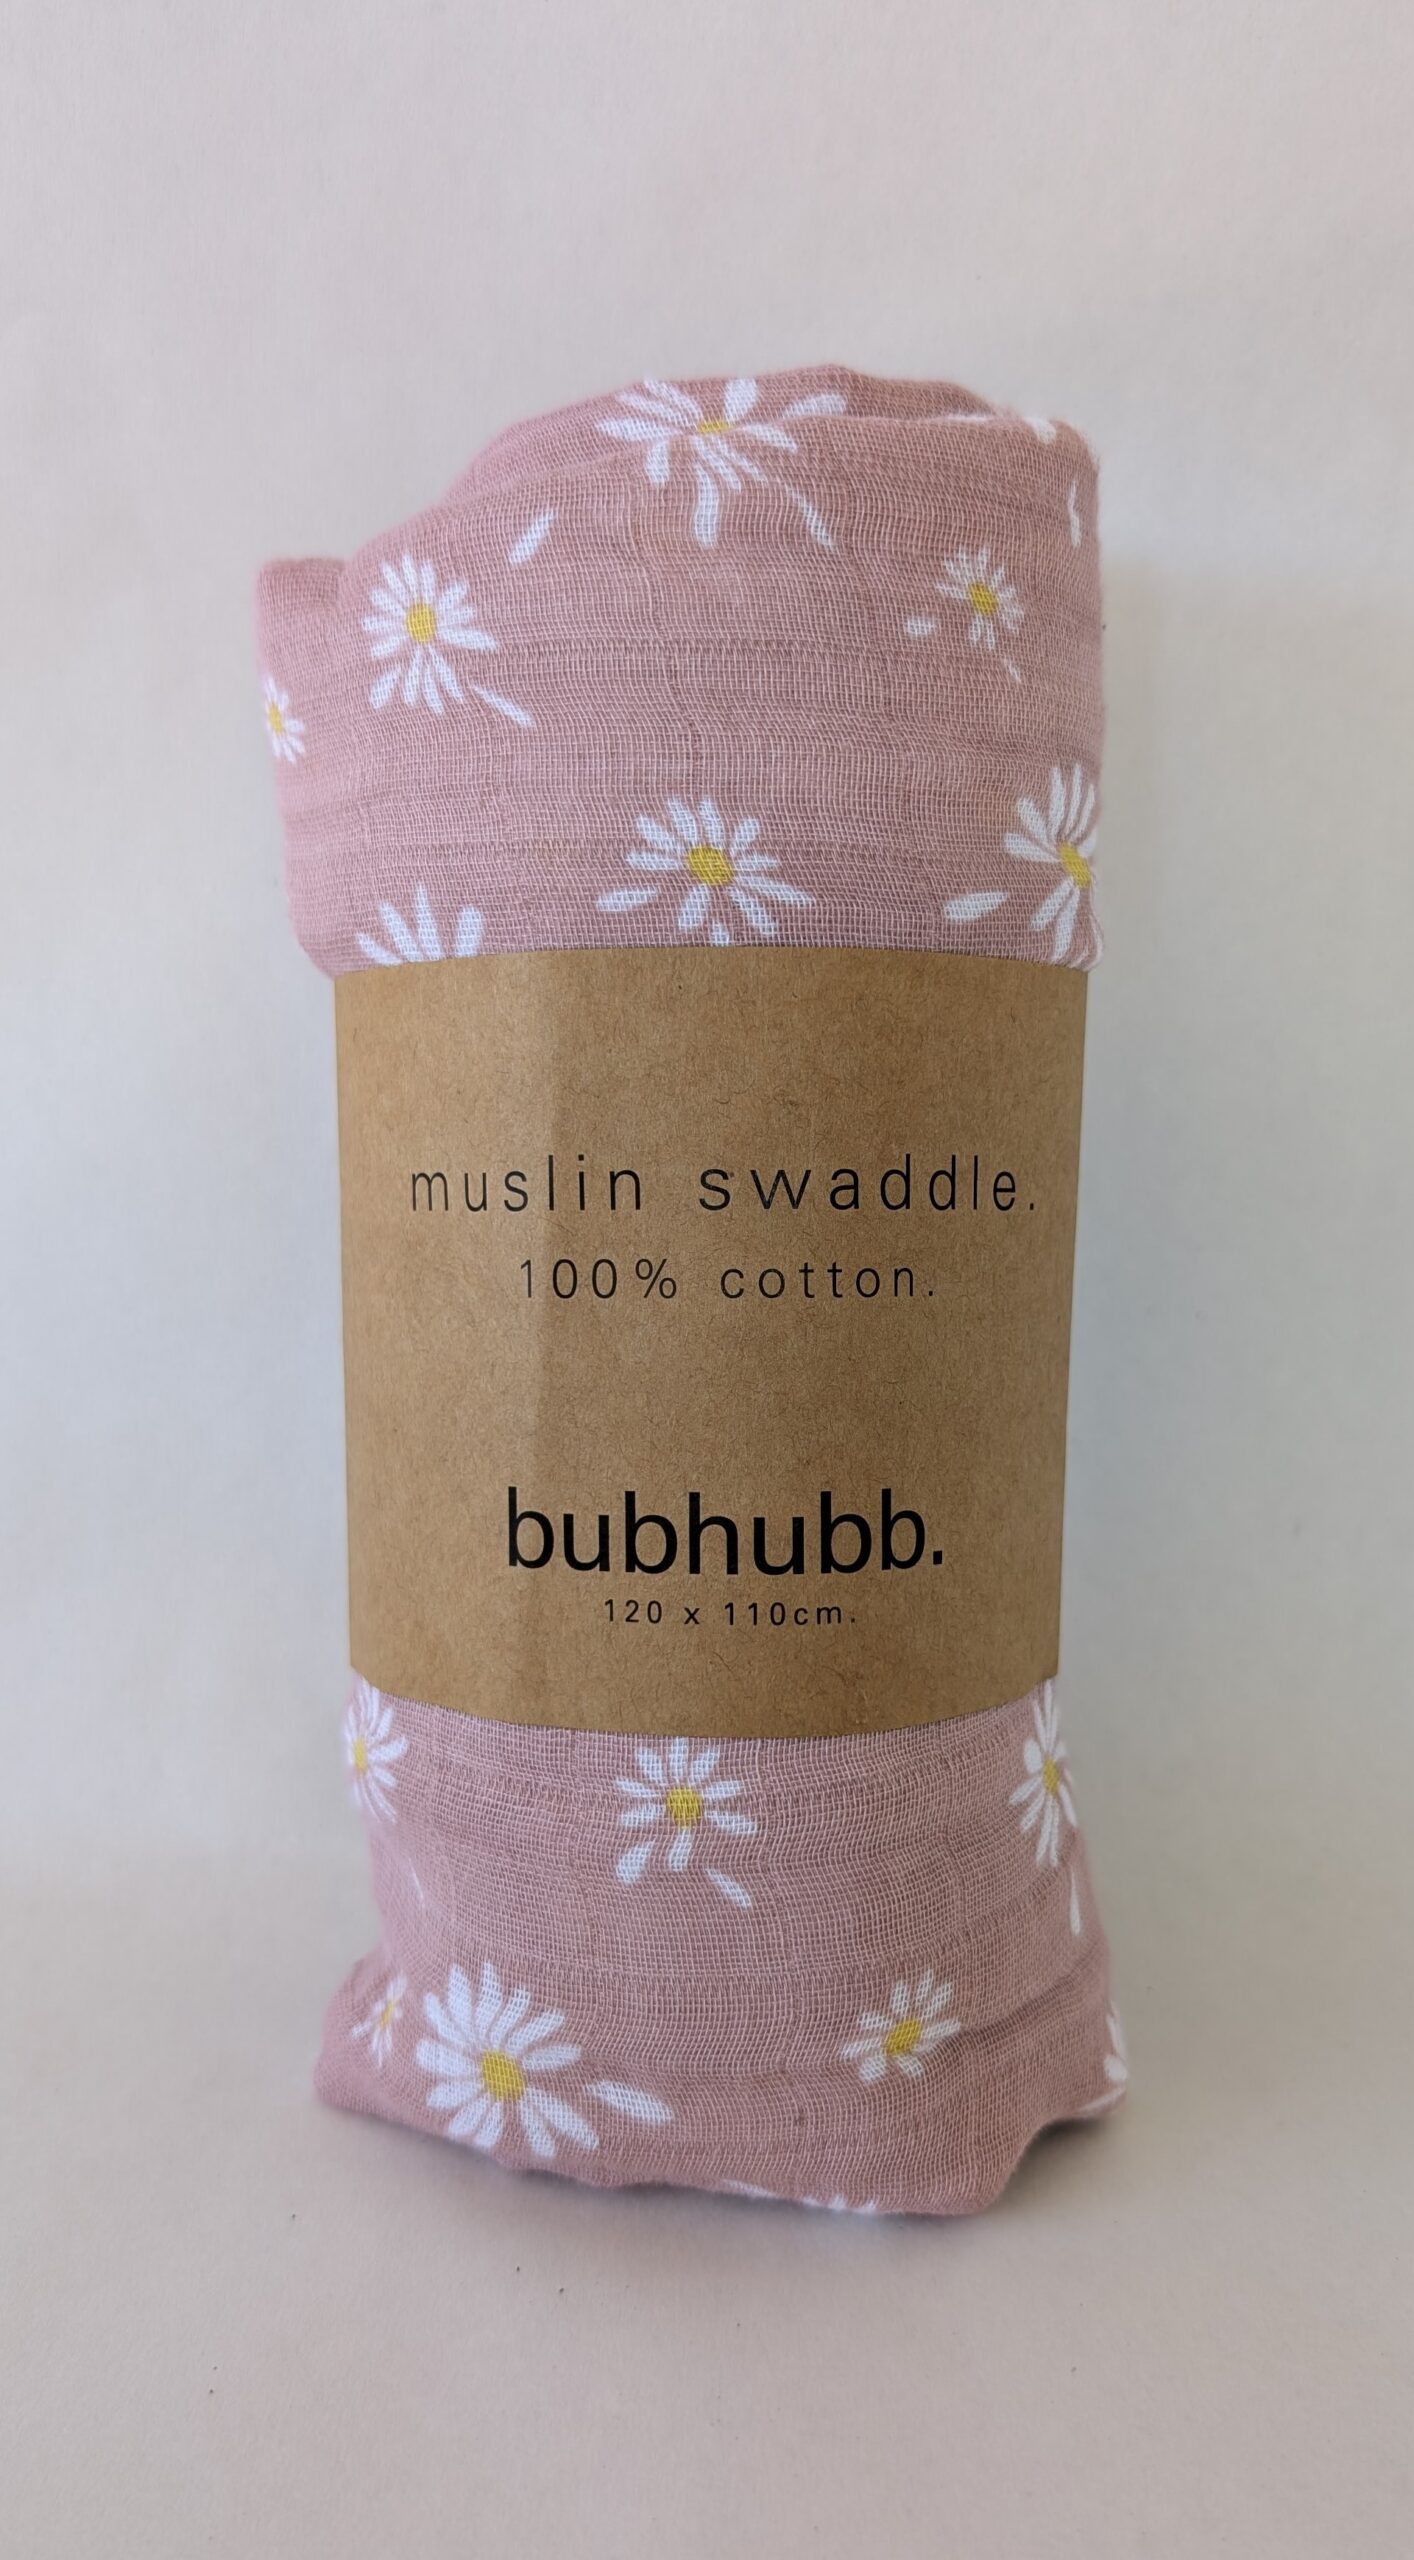 muslin swaddle.
100% cotton.
bubhubb.
120 x 110cm.